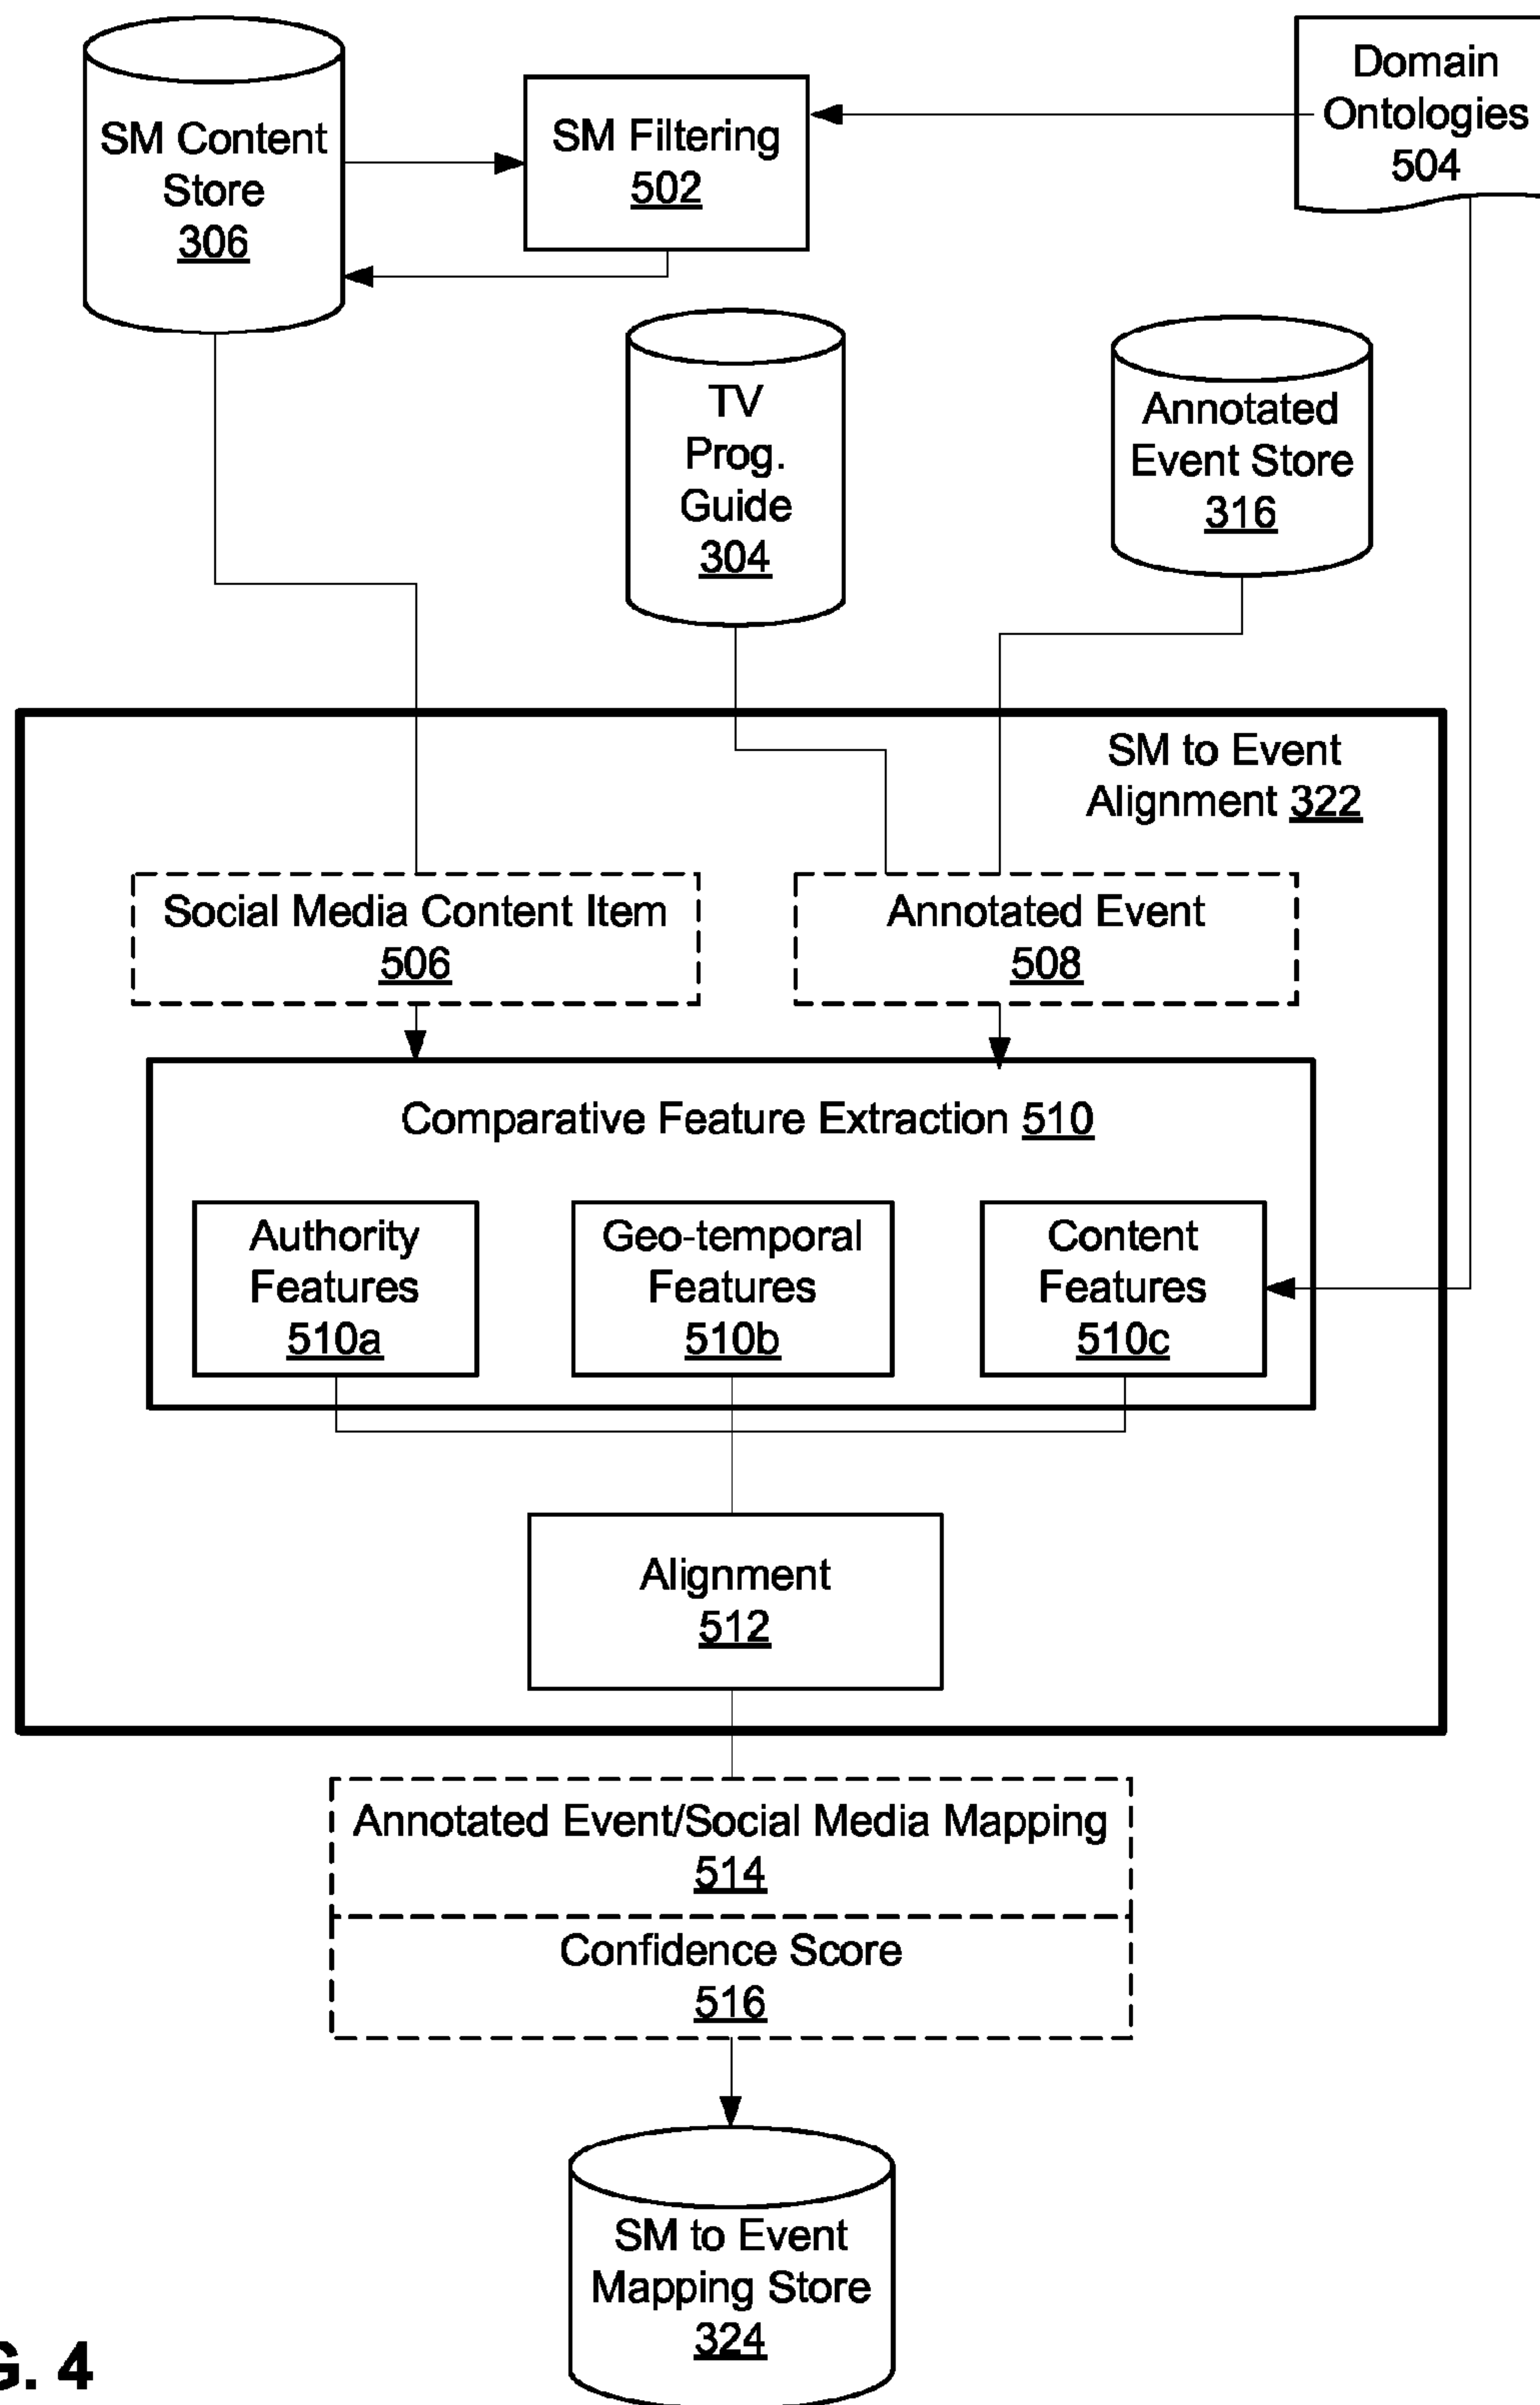 SM Content
Store
306
SM Filtering
502
Domain
Ontologies
504
TV
Prog.
Guide
304
Annotated
Event Store
316
SM to Event
Alignment 322
Social Media Content Item
506
Annotated Event
508
Comparative Feature Extraction 510
Authority
Features
510a
Geo-temporal
Features
510b
Content
Features
510c
Alignment
512
Annotated Event/Social Media Mapping
514
Confidence Score
516
SM to Event
Mapping Store
324
G. 4